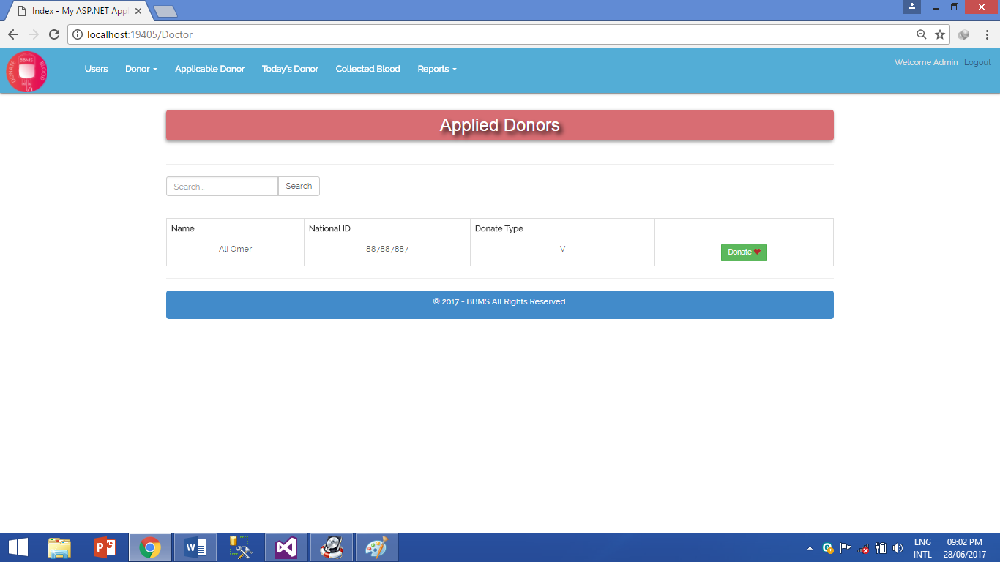 Index - My ASP.NET Appl
localhost:19405/Doctor
DONATE BBMS BLOOD
Users Donor Applicable Donor Today's Donor Collected Blood Reports Welcome Admin Logout
Applied Donors
Search... Search
Name National ID Donate Type
Ali Omer 887887887 V Donate
© 2017 - BBMS All Rights Reserved.
ENG 09:02 PM
INTL 28/06/2017